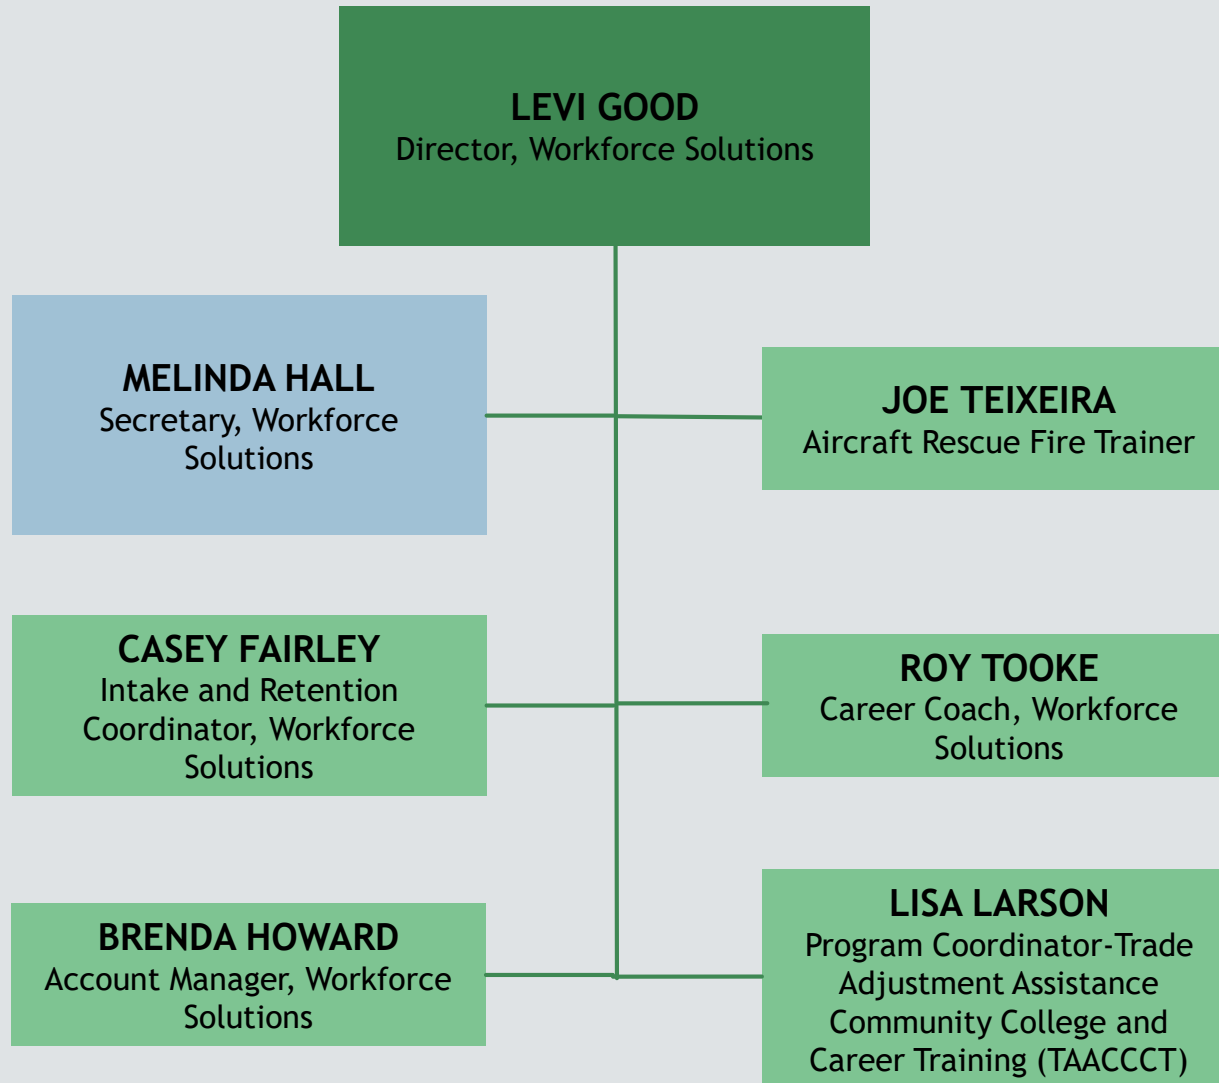 LEVI GOOD
Director, Workforce Solutions
MELINDA HALL
Secretary, Workforce
Solutions
JOE TEIXEIRA
Aircraft Rescue Fire Trainer
CASEY FAIRLEY
Intake and Retention
Coordinator, Workforce
Solutions
ROY TOOKE
Career Coach, Workforce
Solutions
BRENDA HOWARD
Account Manager, Workforce
Solutions
LISA LARSON
Program Coordinator-Trade
Adjustment Assistance
Community College and
Career Training (TAACCCT)